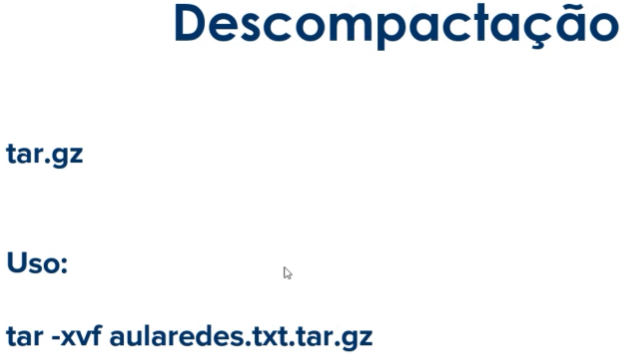 Descompactação
tar.gz
Uso:
tar -xvf aularedes.txt.tar.gz